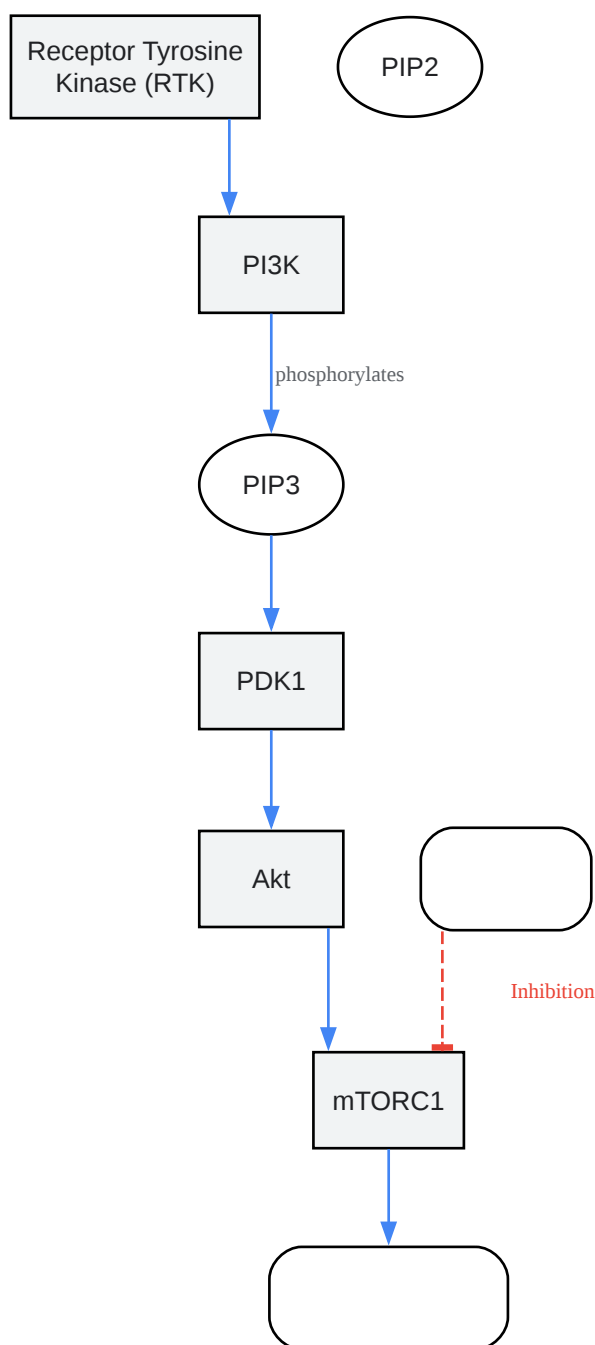 Receptor Tyrosine
Kinase (RTK)
PIP2
PI3K
phosphorylates
PIP3
PDK1
Akt
Inhibition
mTORC1